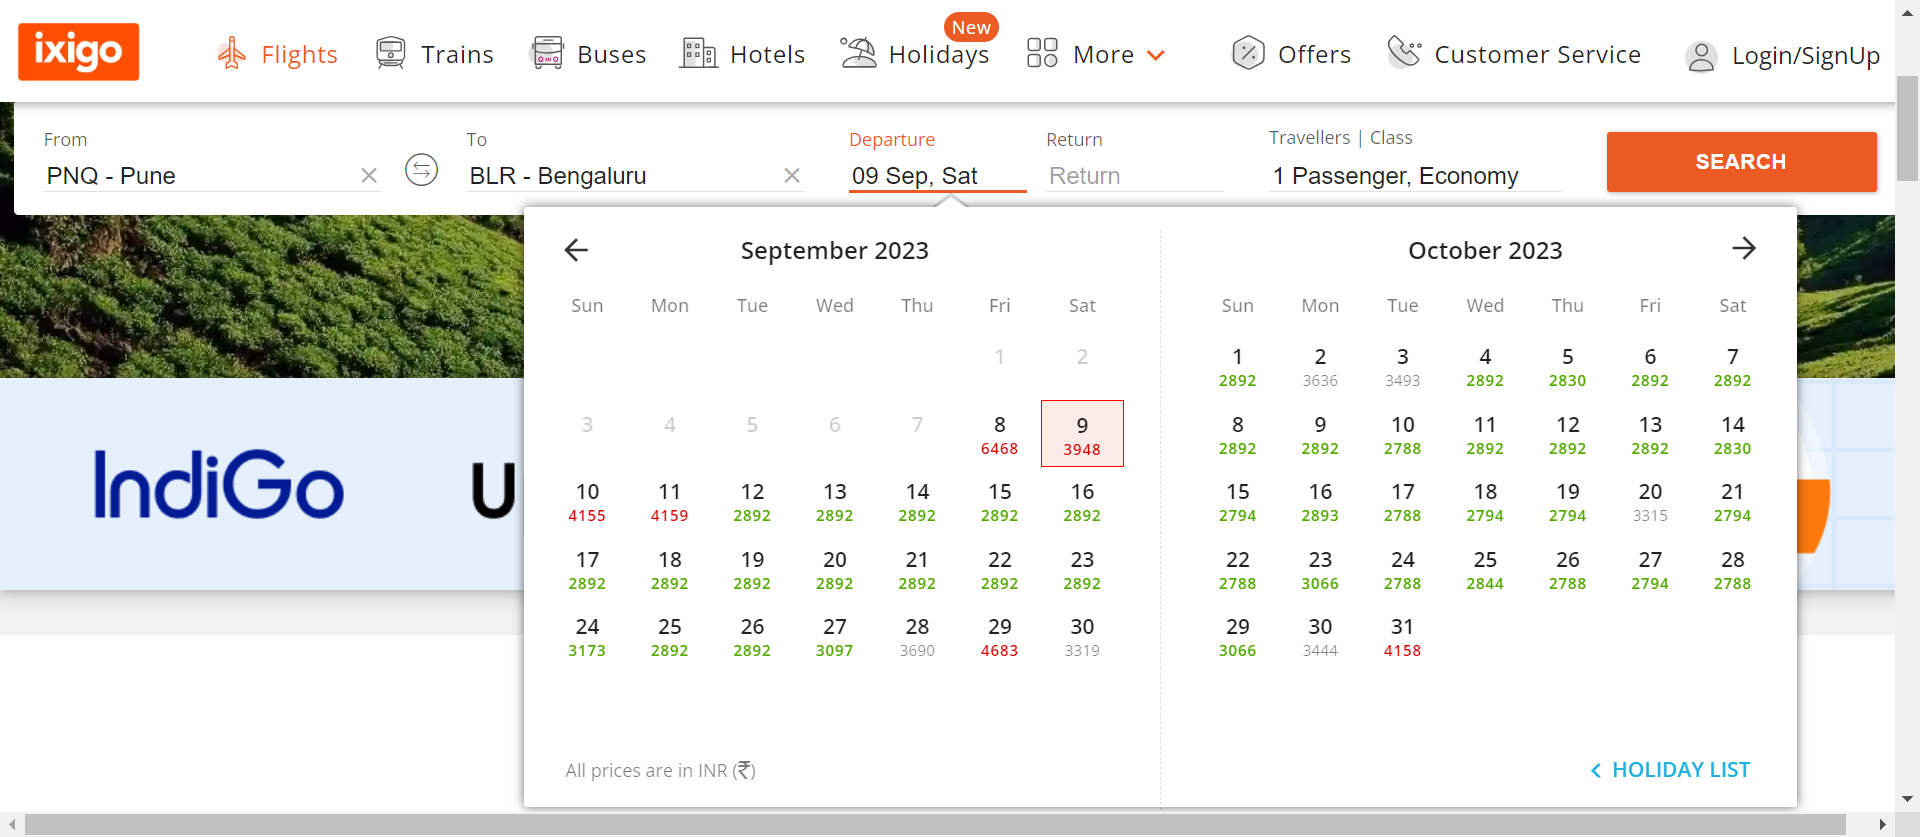 ixigo
Flights Trains Buses Hotels Holidays New More Offers Customer Service Login/SignUp
From To Departure Return Travellers | Class
PNQ - Pune BLR - Bengaluru 09 Sep, Sat Return 1 Passenger, Economy SEARCH
September 2023
Sun Mon Tue Wed Thu Fri Sat
1 2
3 4 5 6 7 8 9
6468 3948
10 11 12 13 14 15 16
4155 4159 2892 2892 2892 2892 2892
17 18 19 20 21 22 23
2892 2892 2892 2892 2892 2892 2892
24 25 26 27 28 29 30
3173 2892 2892 3097 3690 4683 3319
October 2023
Sun Mon Tue Wed Thu Fri Sat
1 2 3 4 5 6 7
2892 3636 3493 2892 2830 2892 2892
8 9 10 11 12 13 14
2892 2892 2788 2892 2892 2892 2830
15 16 17 18 19 20 21
2794 2893 2788 2794 2794 3315 2794
22 23 24 25 26 27 28
2788 3066 2788 2844 2788 2794 2788
29 30 31
3066 3444 4158
All prices are in INR (₹)
HOLIDAY LIST
IndiGo